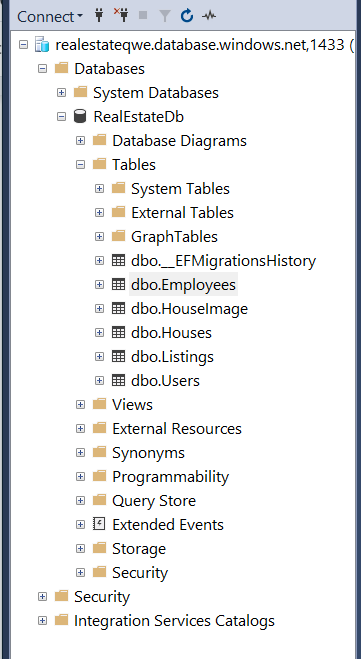 Connect
realestateqwe.database.windows.net,1433 (
Databases
System Databases
RealEstateDb
Database Diagrams
Tables
System Tables
External Tables
GraphTables
dbo.__EFMigrationsHistory
dbo.Employees
dbo.HouseImage
dbo.Houses
dbo.Listings
dbo.Users
Views
External Resources
Synonyms
Programmability
Query Store
Extended Events
Storage
Security
Security
Integration Services Catalogs